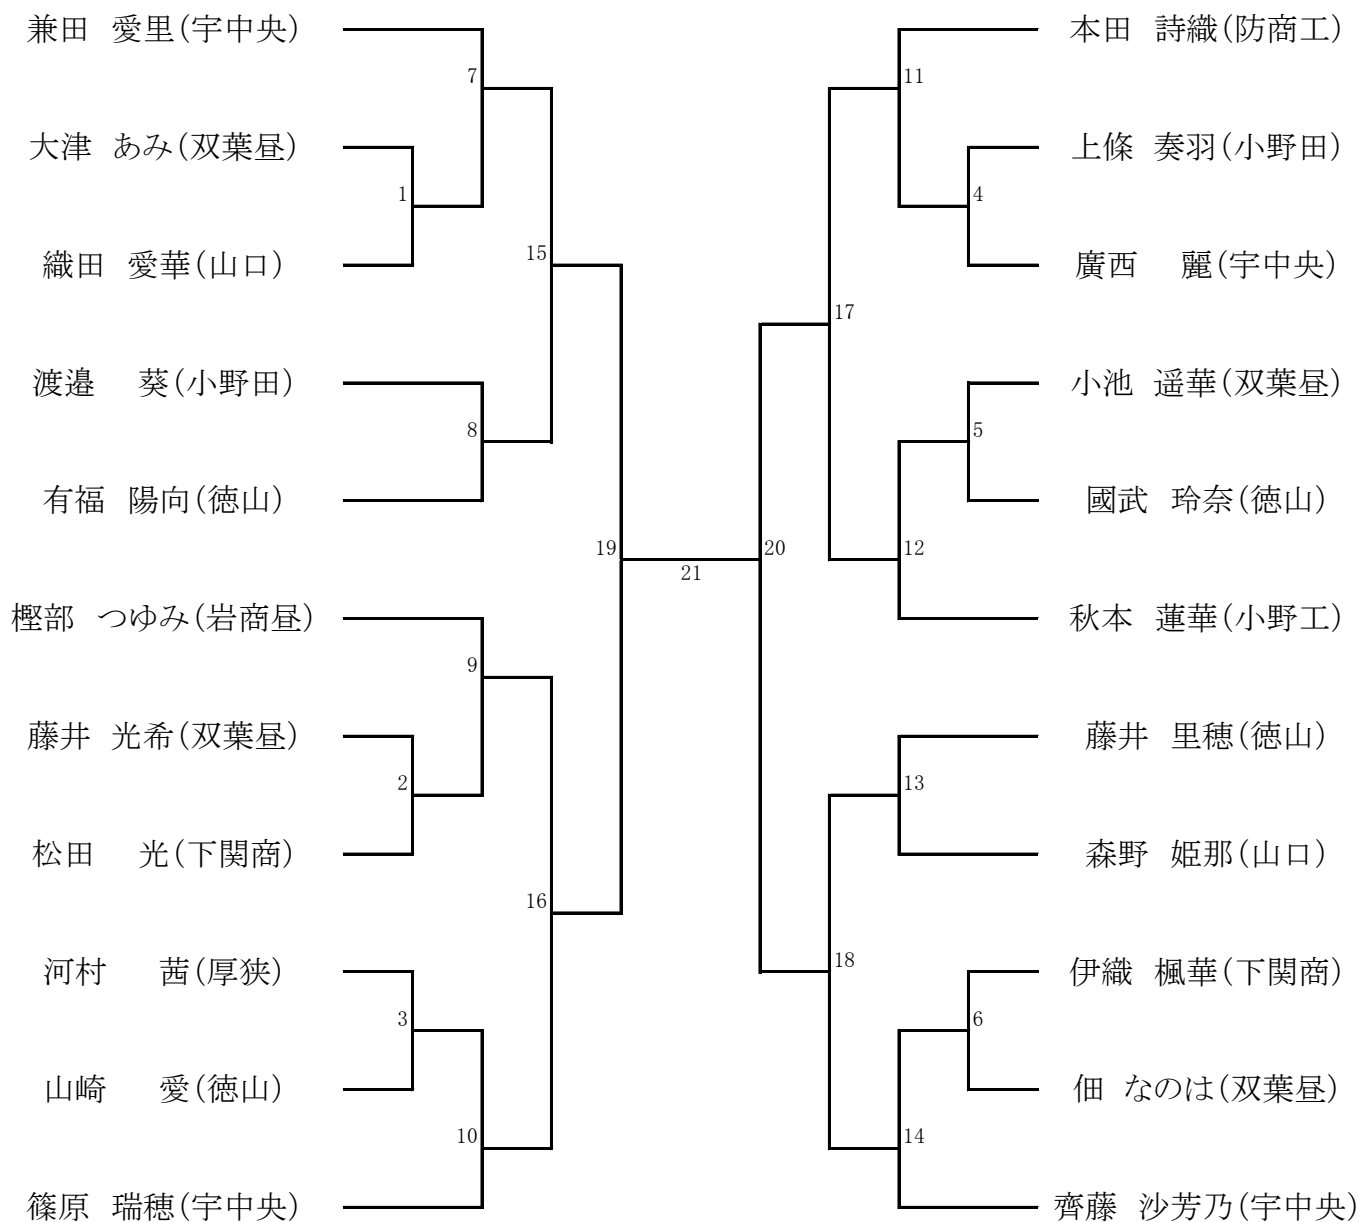 兼田 愛里(宇中央)
7
大津 あみ(双葉昼)
1
織田 愛華(山口)
15
渡邉 葵(小野田)
8
有福 陽向(徳山)
19
樫部 つゆみ(岩商昼)
9
藤井 光希(双葉昼)
2
松田 光(下関商)
16
河村 茜(厚狭)
3
山崎 愛(徳山)
10
篠原 瑞穂(宇中央)
21
本田 詩織(防商工)
11
上條 奏羽(小野田)
4
廣西 麗(宇中央)
17
小池 遥華(双葉昼)
5
國武 玲奈(徳山)
20
12
秋本 蓮華(小野工)
藤井 里穂(徳山)
13
森野 姫那(山口)
18
伊織 楓華(下関商)
6
佃 なのは(双葉昼)
14
齊藤 沙芳乃(宇中央)